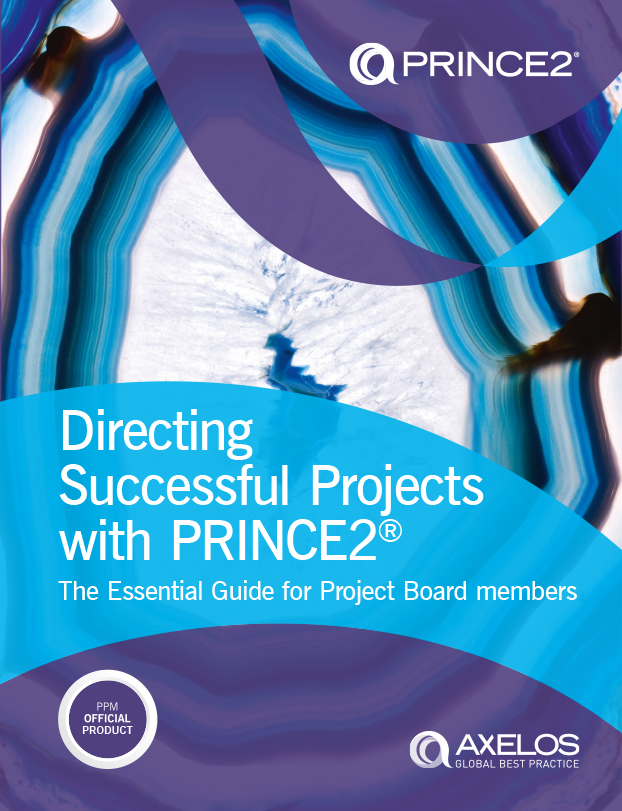 PRINCE2®
Directing
Successful Projects
with PRINCE2®
The Essential Guide for Project Board members
PPM
OFFICIAL
PRODUCT
AXELOS
GLOBAL BEST PRACTICE